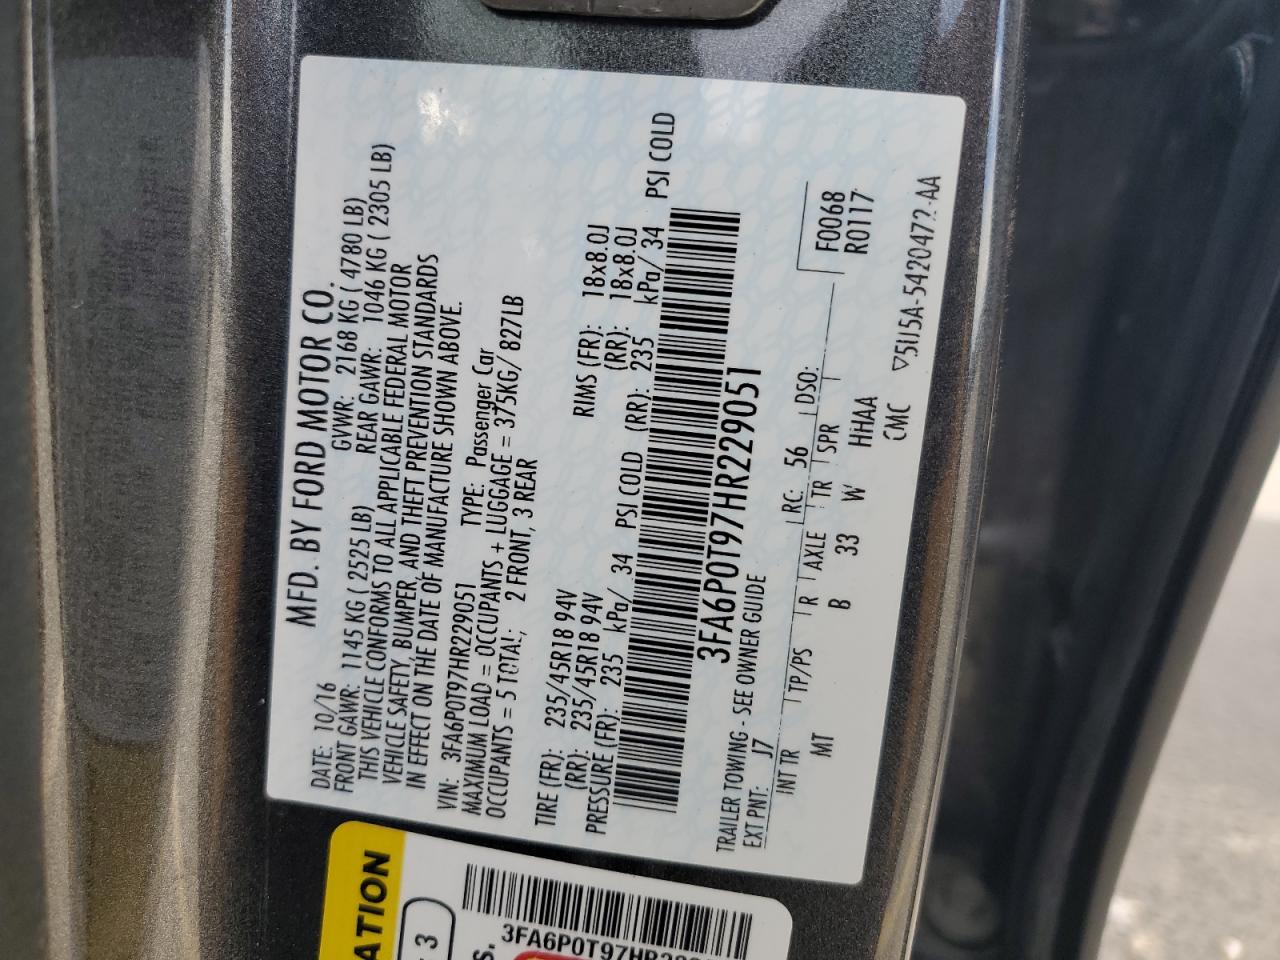 MFD. BY FORD MOTOR CO.
DATE: 10/16 GVWR: 2168 KG ( 4780 LB)
FRONT GAWR: 1145 KG ( 2525 LB) REAR GAWR: 1046 KG ( 2305 LB)
THIS VEHICLE CONFORMS TO ALL APPLICABLE FEDERAL MOTOR
VEHICLE SAFETY, BUMPER, AND THEFT PREVENTION STANDARDS
IN EFFECT ON THE DATE OF MANUFACTURE SHOWN ABOVE.
VIN: 3FA6P0T97HR229051 TYPE: Passenger Car
MAXIMUM LOAD = OCCUPANTS + LUGGAGE = 375KG/ 827LB
OCCUPANTS = 5 TOTAL; 2 FRONT, 3 REAR
TIRE (FR): 235/45R18 94V RIMS (FR): 18x8.0J
(RR): 235/45R18 94V (RR): 18x8.0J
PRESSURE (FR): 235 kPa/ 34 PSI COLD (RR): 235 kPa/ 34 PSI COLD
3FA6P0T97HR229051
TRAILER TOWING - SEE OWNER GUIDE
EXT PNT: J7 RC: 56 DSO:
F0068
R0117
INT TR TP/PS R AXLE TR SPR
MT B 33 W HHAA
CMC
ATION
3
S.
3FA6P0T97HR